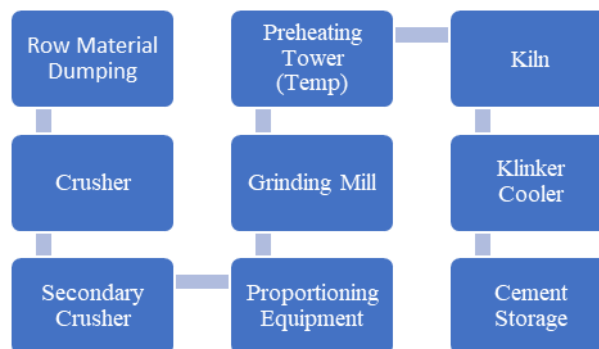 Row Material
Dumping
Crusher
Secondary
Crusher
Proportioning
Equipment
Grinding Mill
Preheating
Tower
(Temp)
Kiln
Klinker
Cooler
Cement
Storage